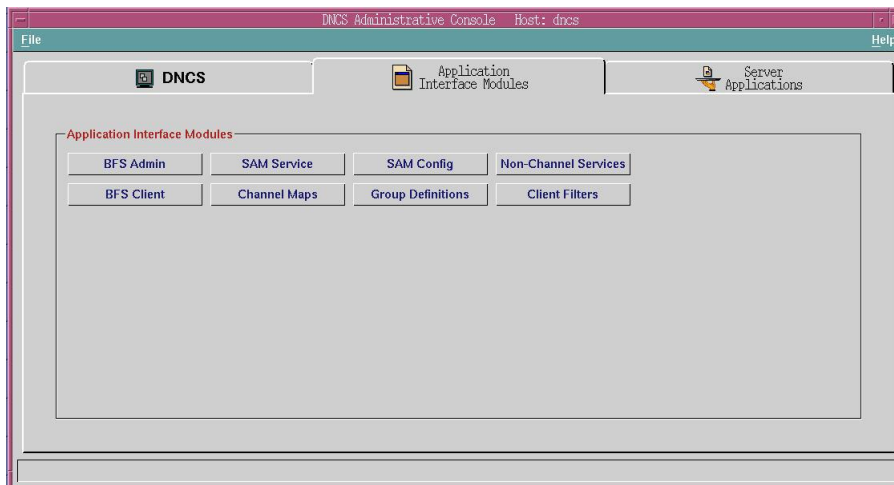 DNCS Administrative Console Host: dncs
File Help
DNCS
Application
Interface Modules
Server
Applications
Application Interface Modules
BFS Admin SAM Service SAM Config Non-Channel Services
BFS Client Channel Maps Group Definitions Client Filters